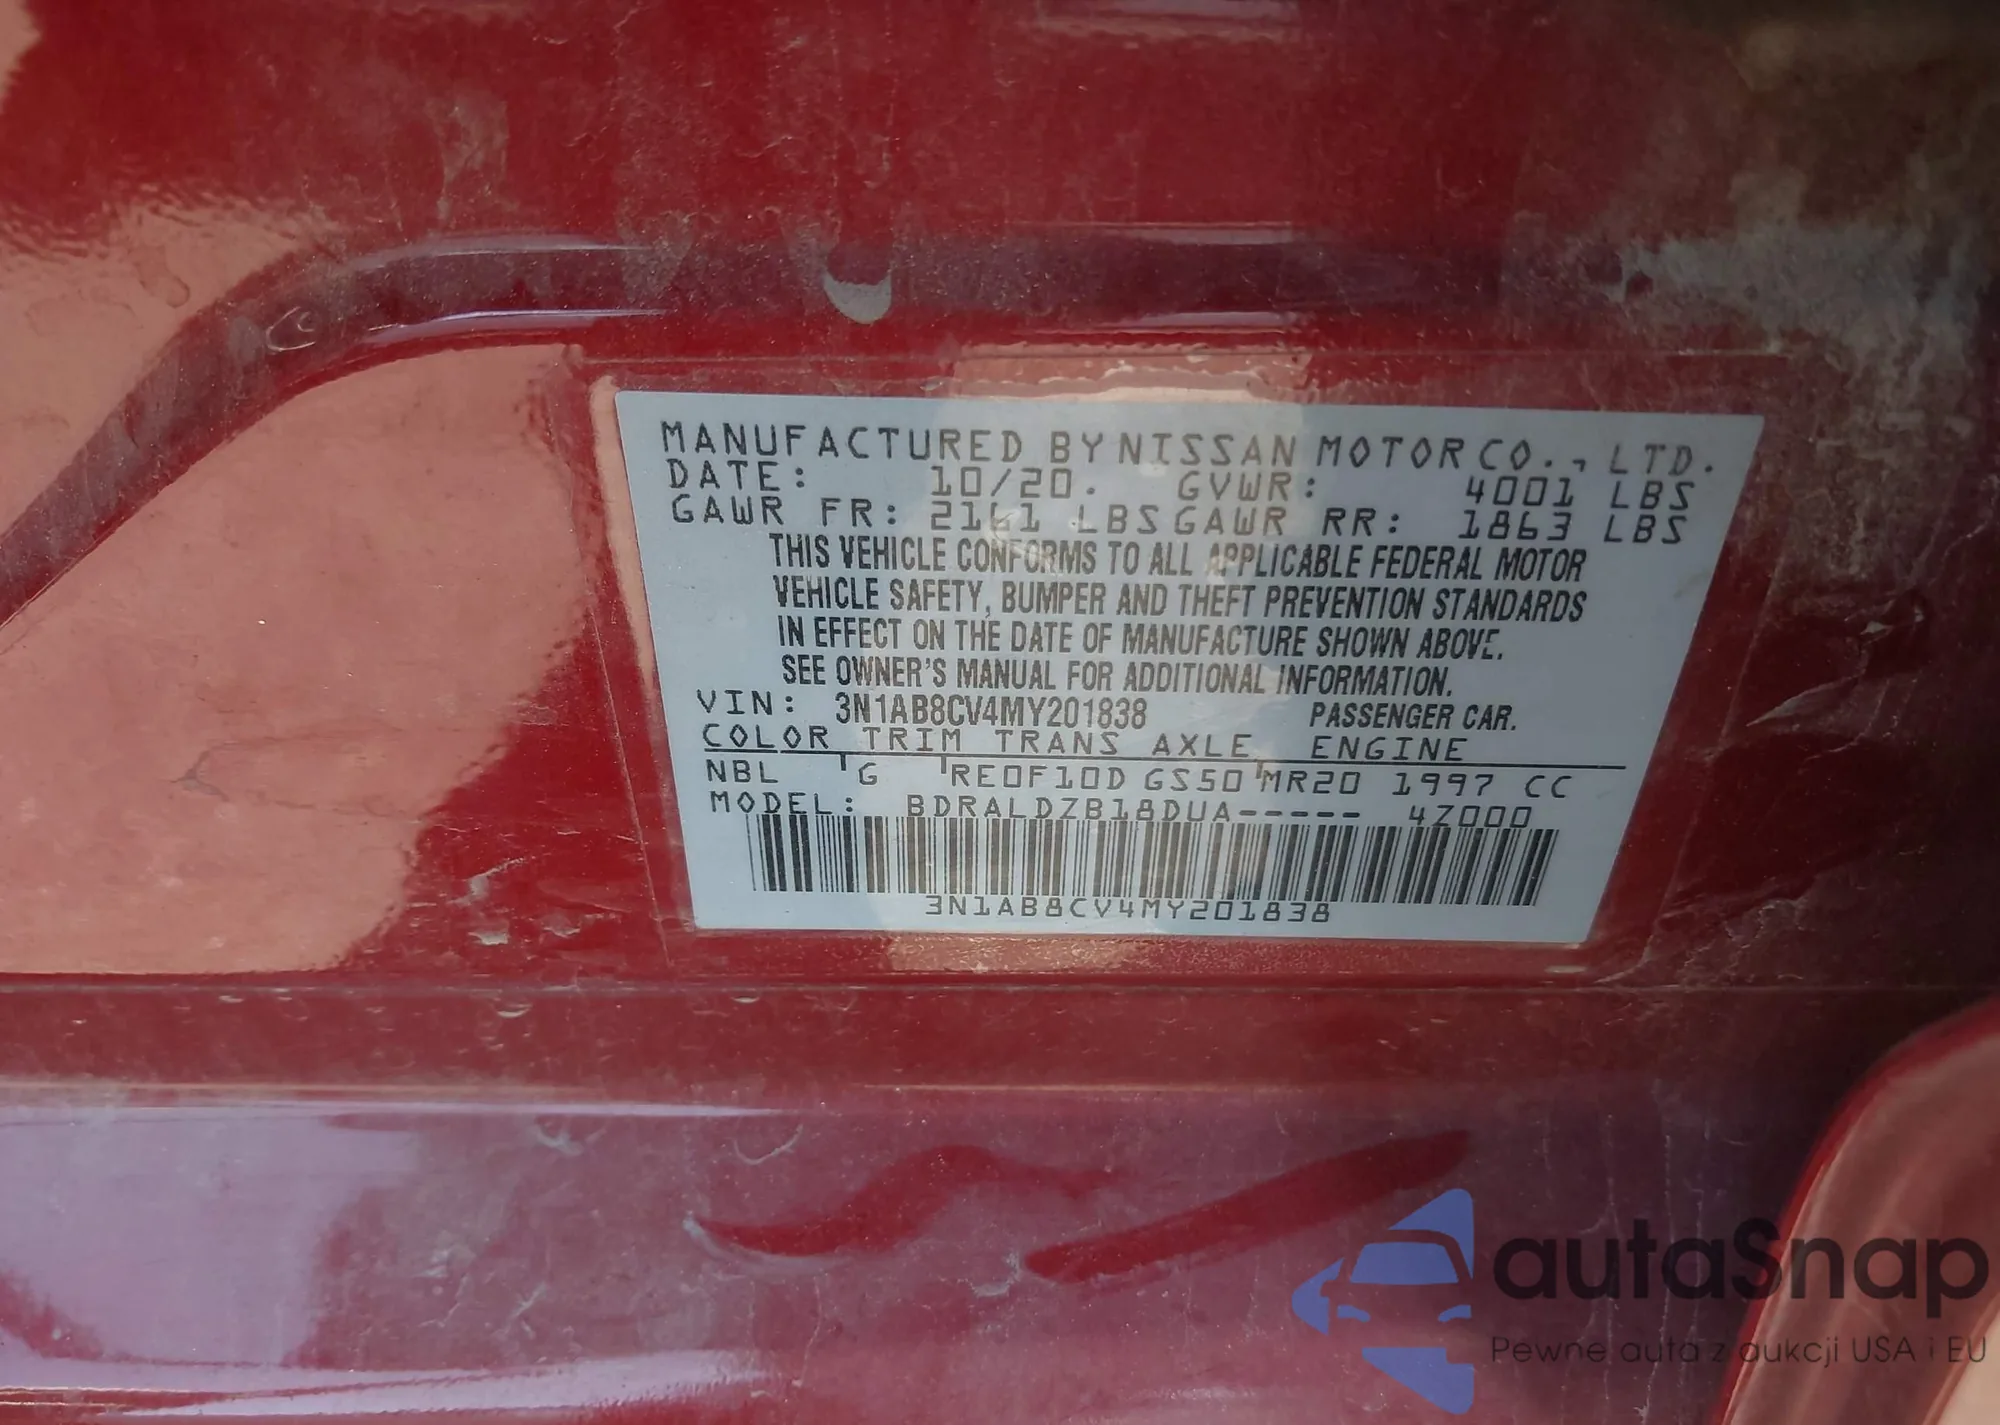 MANUFACTURED BY NISSAN MOTOR CO., LTD.
DATE: 10/20. GVWR: 4001 LBS
GAWR FR: 2161 LBS GAWR RR: 1863 LBS
THIS VEHICLE CONFORMS TO ALL APPLICABLE FEDERAL MOTOR
VEHICLE SAFETY, BUMPER AND THEFT PREVENTION STANDARDS
IN EFFECT ON THE DATE OF MANUFACTURE SHOWN ABOVE.
SEE OWNER'S MANUAL FOR ADDITIONAL INFORMATION.
VIN: 3N1AB8CV4MY201838 PASSENGER CAR.
COLOR TRIM TRANS AXLE ENGINE
NBL G RE0F10D GS50 MR20 1997 CC
MODEL: BDRALDZB18DUA----- 4Z000
3N1AB8CV4MY201838
autaSnap
Pewne auta z aukcji USA i EU